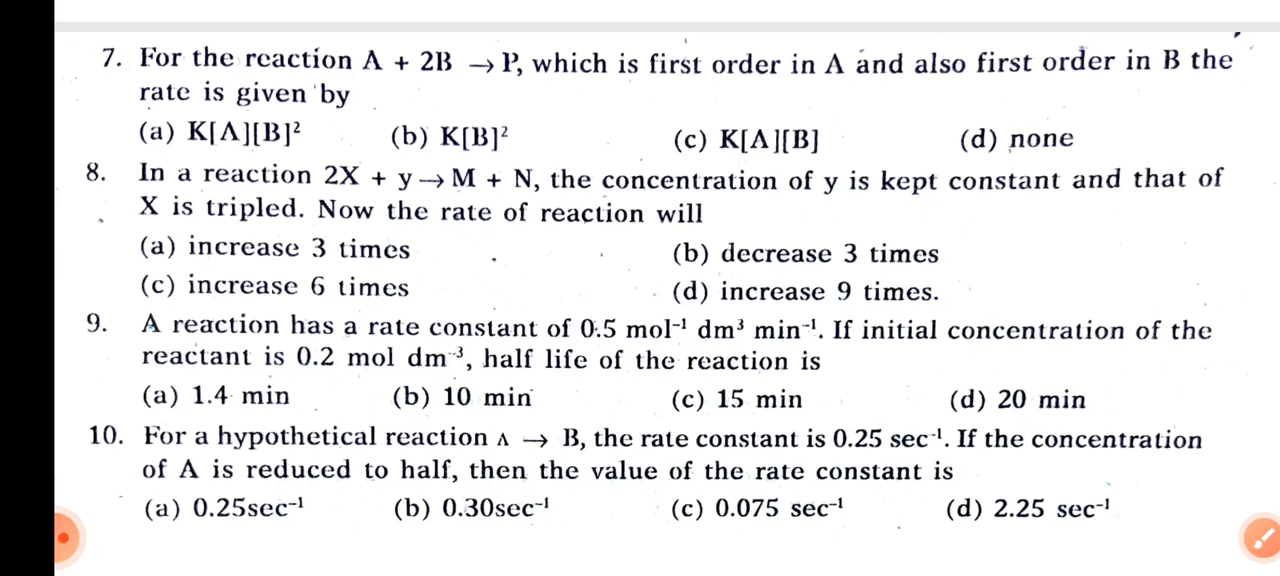 7. For the reaction A + 2B → P, which is first order in A and also first order in B the
rate is given by
(a) K[A][B]² (b) K[B]² (c) K[A][B] (d) none
8. In a reaction 2X + y → M + N, the concentration of y is kept constant and that of
X is tripled. Now the rate of reaction will
(a) increase 3 times (b) decrease 3 times
(c) increase 6 times (d) increase 9 times.
9. A reaction has a rate constant of 0.5 mol⁻¹ dm³ min⁻¹. If initial concentration of the
reactant is 0.2 mol dm⁻³, half life of the reaction is
(a) 1.4 min (b) 10 min (c) 15 min (d) 20 min
10. For a hypothetical reaction A → B, the rate constant is 0.25 sec⁻¹. If the concentration
of A is reduced to half, then the value of the rate constant is
(a) 0.25sec⁻¹ (b) 0.30sec⁻¹ (c) 0.075 sec⁻¹ (d) 2.25 sec⁻¹